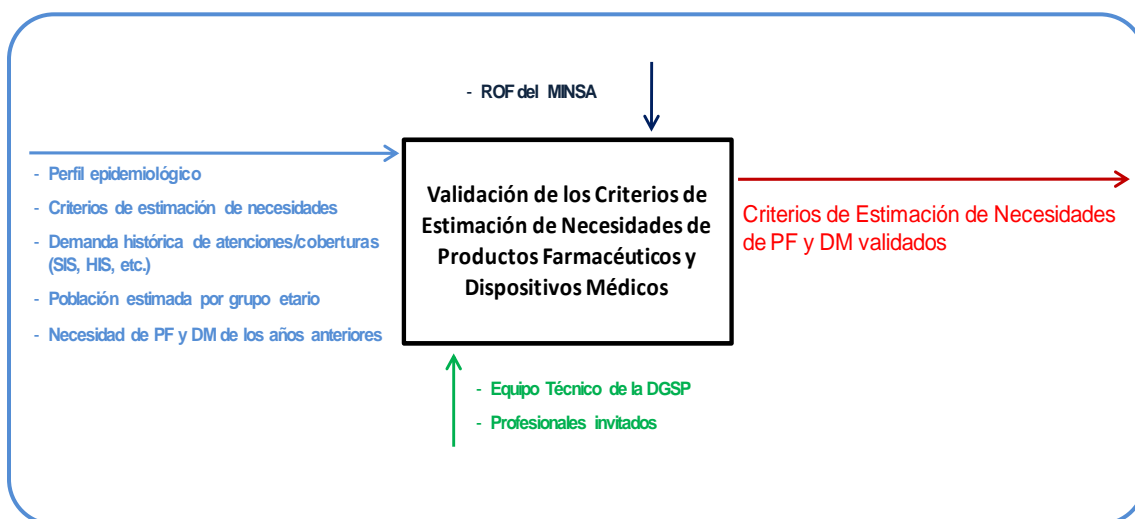 - ROF del MINSA
- Perfil epidemiológico
- Criterios de estimación de necesidades
- Demanda histórica de atenciones/coberturas
(SIS, HIS, etc.)
- Población estimada por grupo etario
- Necesidad de PF y DM de los años anteriores
Validación de los Criterios de
Estimación de Necesidades de
Productos Farmacéuticos y
Dispositivos Médicos
Criterios de Estimación de Necesidades
de PF y DM validados
- Equipo Técnico de la DGSP
- Profesionales invitados